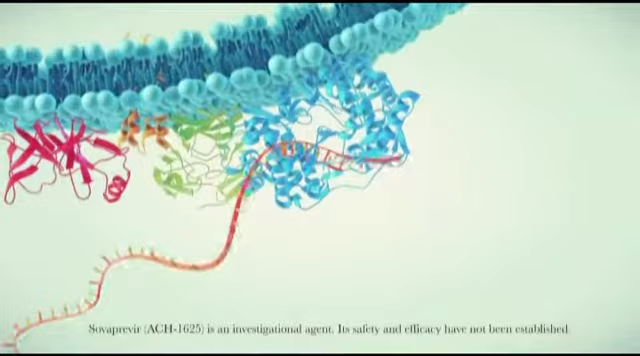 Sovaprevir (ACH-1625) is an investigational agent. Its safety and efficacy have not been established.